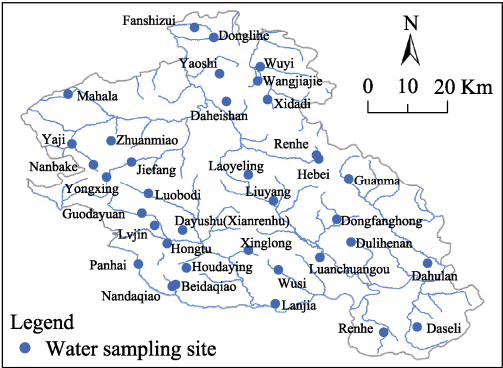 Fanshizui
Donglihe
N
Yaoshi
Wuyi
Wangjiajie
0 10 20 Km
Mahala
Xidadi
Daheishan
Yaji
Zhuanmiao
Renhe
Nanbake
Jiefang
Laoyeling
Hebei
Guanma
Yongxing
Luobodi
Liuyang
Guodayuan
Dayushu(Xianrenhu)
Dongfanghong
Lvjin
Hongtu
Xinglong
Dulihenan
Panhai
Houdaying
Luanchuangou
Dahulan
Nandaqiao
Beidaqiao
Wusi
Lanjia
Legend
Renhe
Daseli
Water sampling site